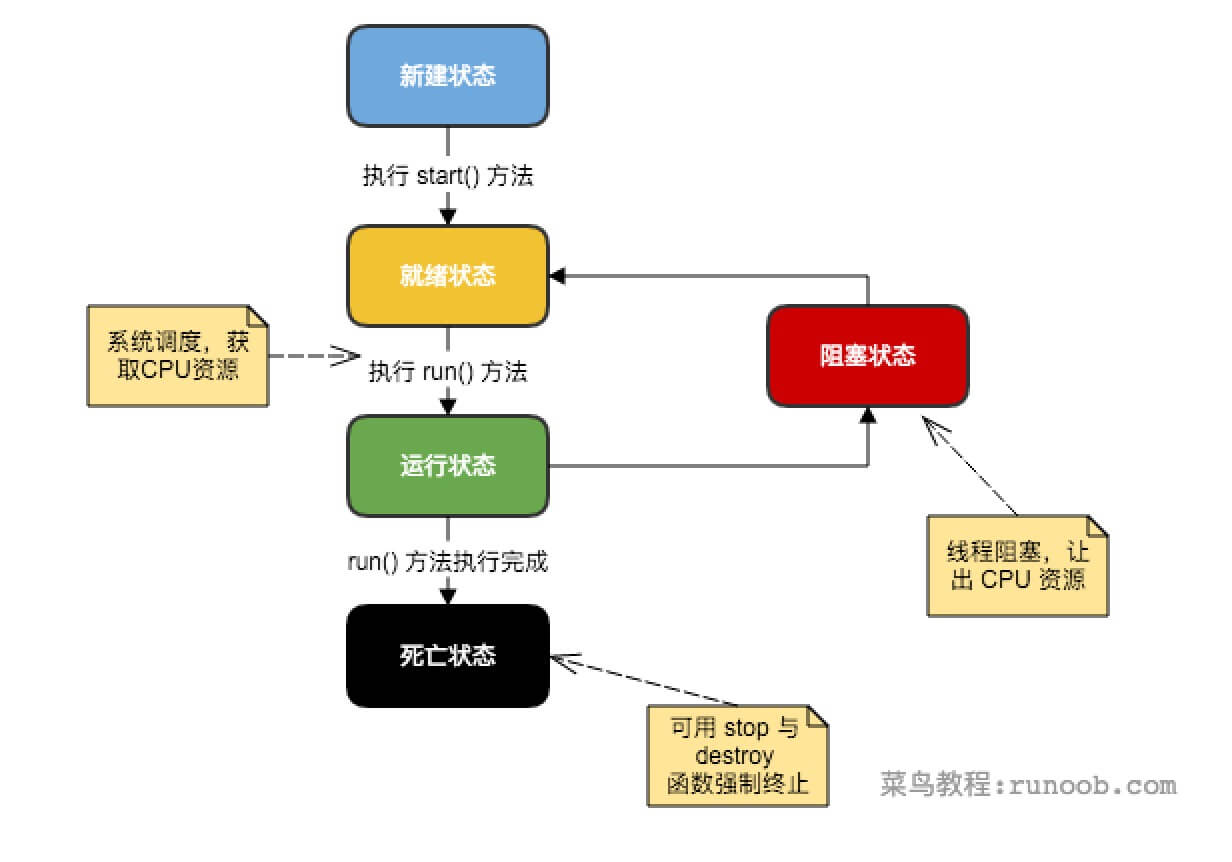 新建状态
执行 start() 方法
就绪状态
系统调度，获
取CPU资源
执行 run() 方法
阻塞状态
运行状态
线程阻塞，让
出 CPU 资源
run() 方法执行完成
死亡状态
可用 stop 与
destroy
函数强制终止
菜鸟教程:runoob.com